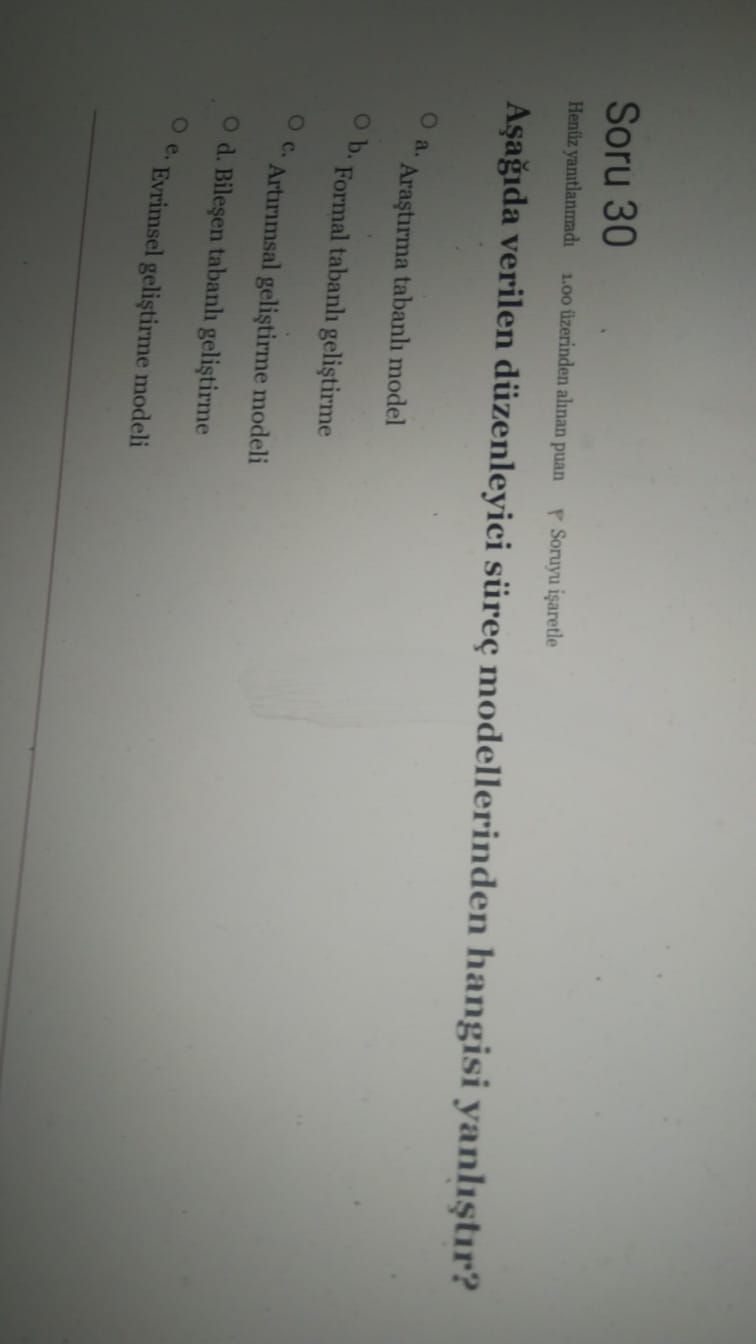 Soru 30
Henüz yanıtlanmadı 1.00 üzerinden alınan puan Soruyu işaretle
Aşağıda verilen düzenleyici süreç modellerinden hangisi yanlıştır?
a. Araştırma tabanlı model
b. Formal tabanlı geliştirme
c. Artırımsal geliştirme modeli
d. Bileşen tabanlı geliştirme
e. Evrimsel geliştirme modeli